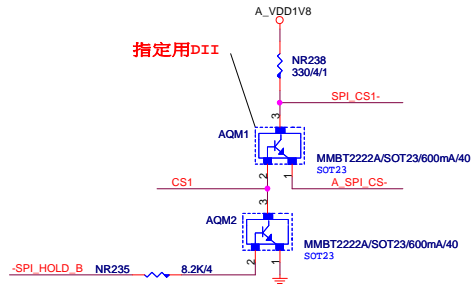 A_VDD1V8
指定用DII
NR238
330/4/1
SPI_CS1-
3
AQM1
MMBT2222A/SOT23/600mA/40
SOT23
2
1
CS1
A_SPI_CS-
3
AQM2
MMBT2222A/SOT23/600mA/40
SOT23
2
1
-SPI_HOLD_B
NR235
8.2K/4